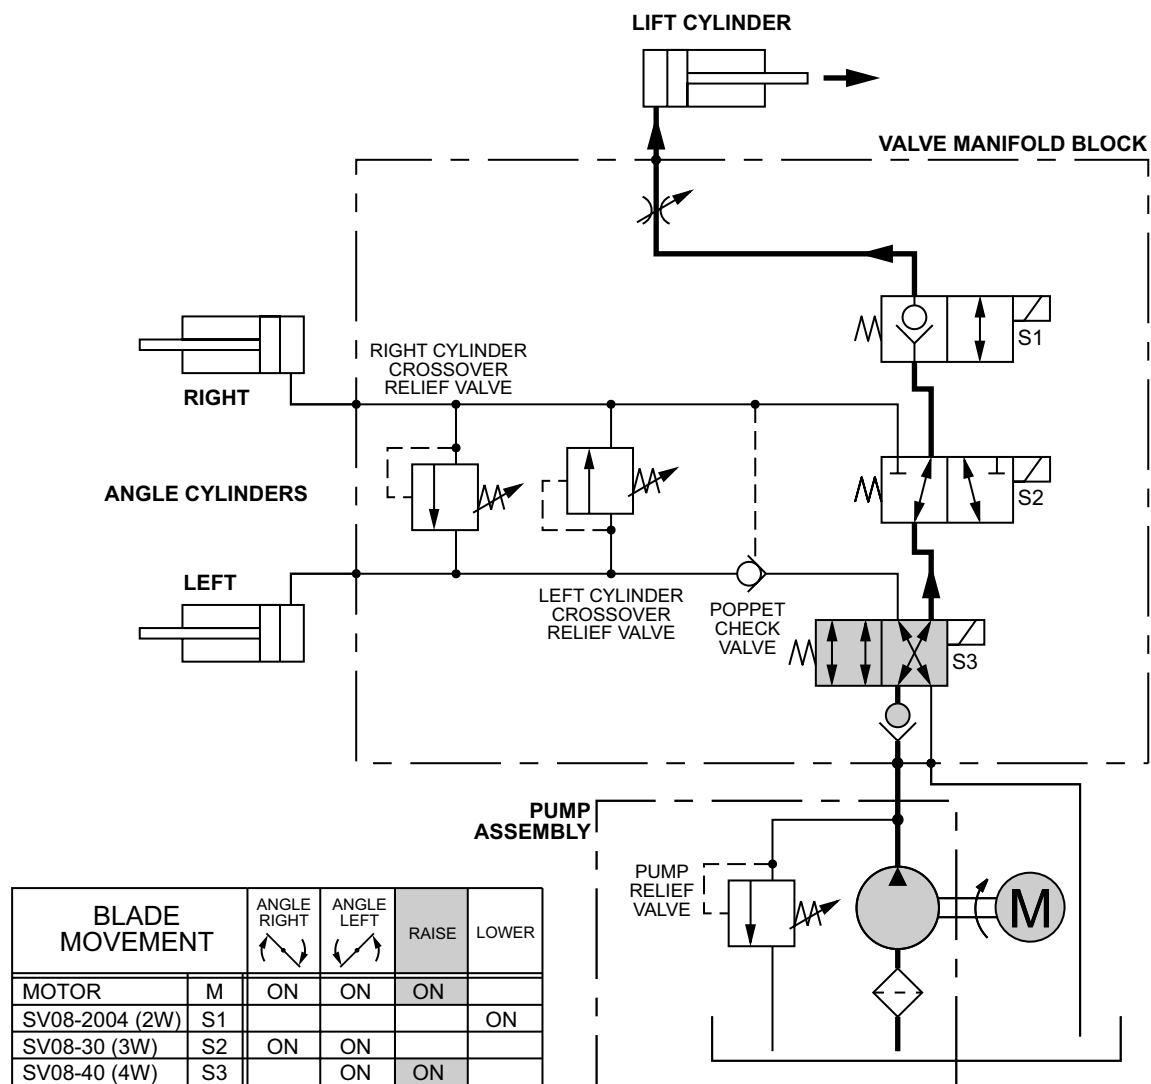 LIFT CYLINDER
VALVE MANIFOLD BLOCK
S1
RIGHT CYLINDER
CROSSOVER
RELIEF VALVE
RIGHT
ANGLE CYLINDERS
S2
LEFT
LEFT CYLINDER
CROSSOVER
RELIEF VALVE
POPPET
CHECK
VALVE
S3
PUMP
ASSEMBLY
PUMP
RELIEF
VALVE
M
BLADE
MOVEMENT
ANGLE
RIGHT
ANGLE
LEFT
RAISE
LOWER
MOTOR M ON ON ON
SV08-2004 (2W) S1 ON
SV08-30 (3W) S2 ON ON
SV08-40 (4W) S3 ON ON